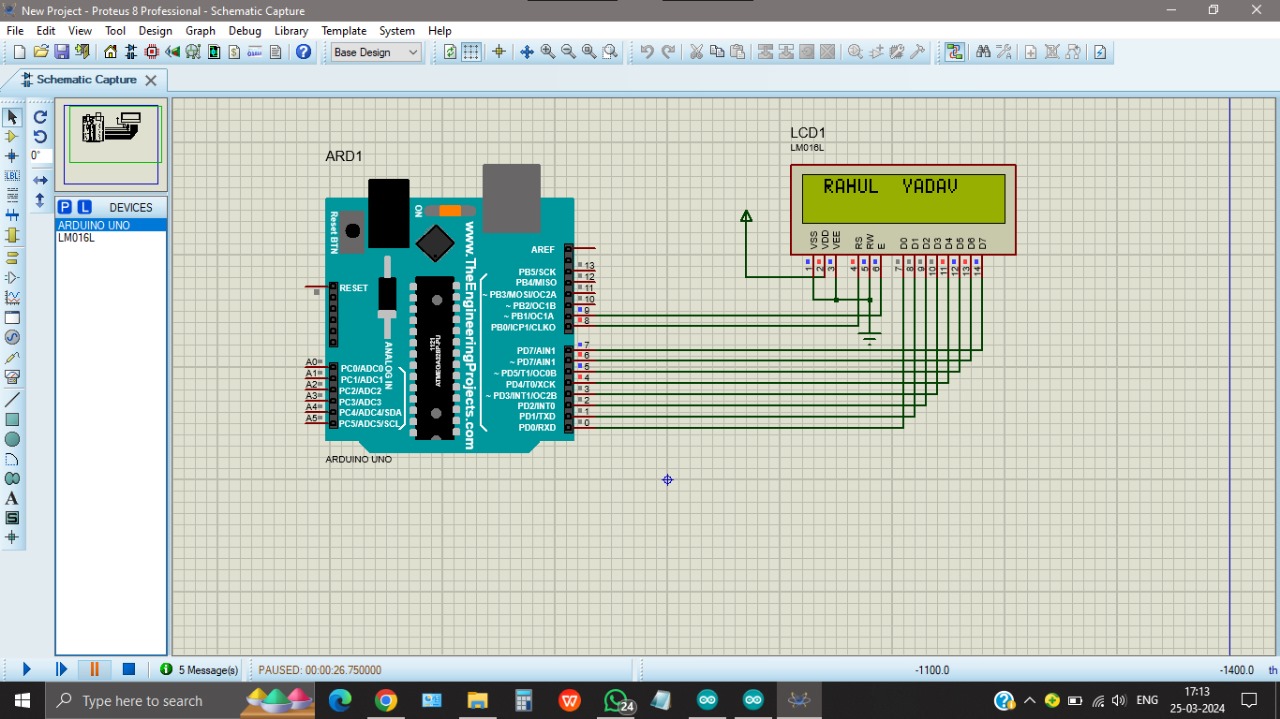 New Project - Proteus 8 Professional - Schematic Capture
File Edit View Tool Design Graph Debug Library Template System Help
Base Design
Schematic Capture
0°
P L DEVICES
ARDUINO UNO
LM016L
ARD1
Reset BTN
ON
www.TheEngineeringProjects.com
RESET
ANALOG IN
1121
A0 PC0/ADC0
A1 PC1/ADC1
A2 PC2/ADC2
A3 PC3/ADC3
A4 PC4/ADC4/SDA
A5 PC5/ADC5/SCL
AREF
PB5/SCK 13
PB4/MISO 12
~ PB3/MOSI/OC2A 11
~ PB2/OC1B 10
~ PB1/OC1A 9
PB0/ICP1/CLKO 8
PD7/AIN1 7
~ PD7/AIN1 6
~ PD5/T1/OC0B 5
PD4/T0/XCK 4
~ PD3/INT1/OC2B 3
PD2/INT0 2
PD1/TXD 1
PD0/RXD 0
ARDUINO UNO
LCD1
LM016L
RAHUL YADAV
VSS VDD VEE RS RW E D0 D1 D2 D3 D4 D5 D6 D7
1 2 3 4 5 6 7 8 9 10 11 12 13 14
5 Message(s) PAUSED: 00:00:26.750000 -1100.0 -1400.0 th
Type here to search
24
ENG
17:13
25-03-2024